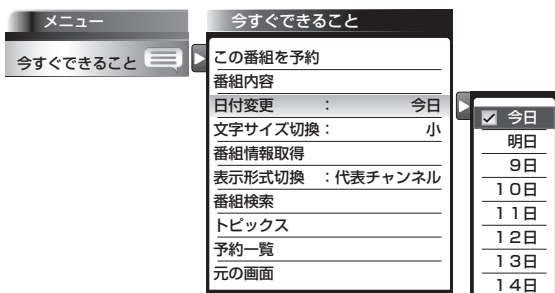 メニュー
今すぐできること
今すぐできること
この番組を予約
番組内容
日付変更 : 今日
文字サイズ切換 : 小
番組情報取得
表示形式切換 : 代表チャンネル
番組検索
トピックス
予約一覧
元の画面
今日
明日
9日
10日
11日
12日
13日
14日